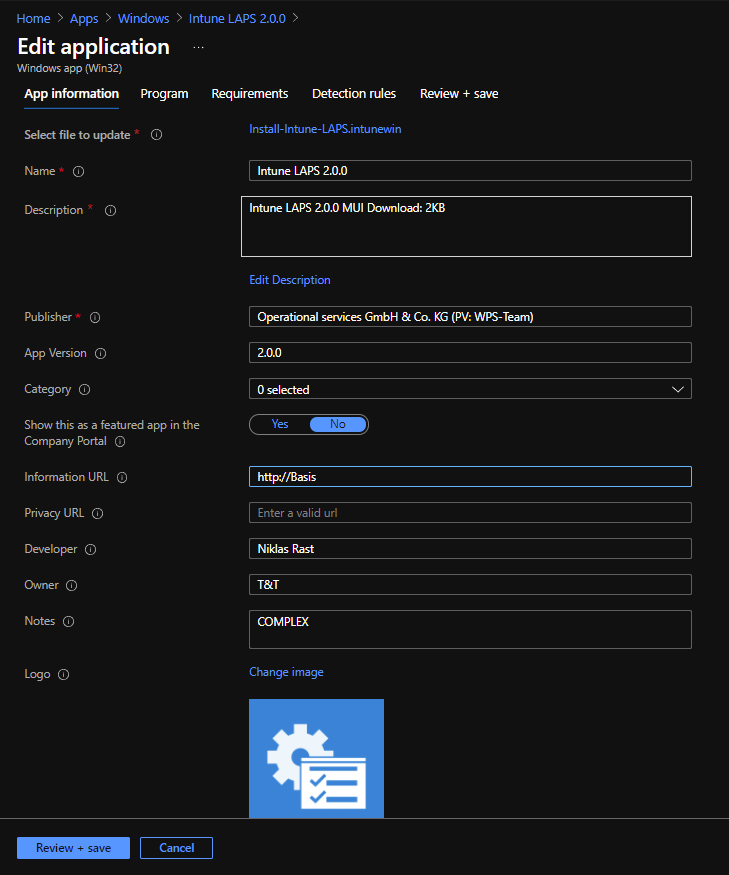 Home > Apps > Windows > Intune LAPS 2.0.0 >
Edit application ...
Windows app (Win32)
App information Program Requirements Detection rules Review + save
Select file to update * Install-Intune-LAPS.intunewin
Name * Intune LAPS 2.0.0
Description * Intune LAPS 2.0.0 MUI Download: 2KB
Edit Description
Publisher * Operational services GmbH & Co. KG (PV: WPS-Team)
App Version 2.0.0
Category 0 selected
Show this as a featured app in the
Company Portal
Yes No
Information URL http://Basis
Privacy URL Enter a valid url
Developer Niklas Rast
Owner T&T
Notes COMPLEX
Logo Change image
Review + save Cancel